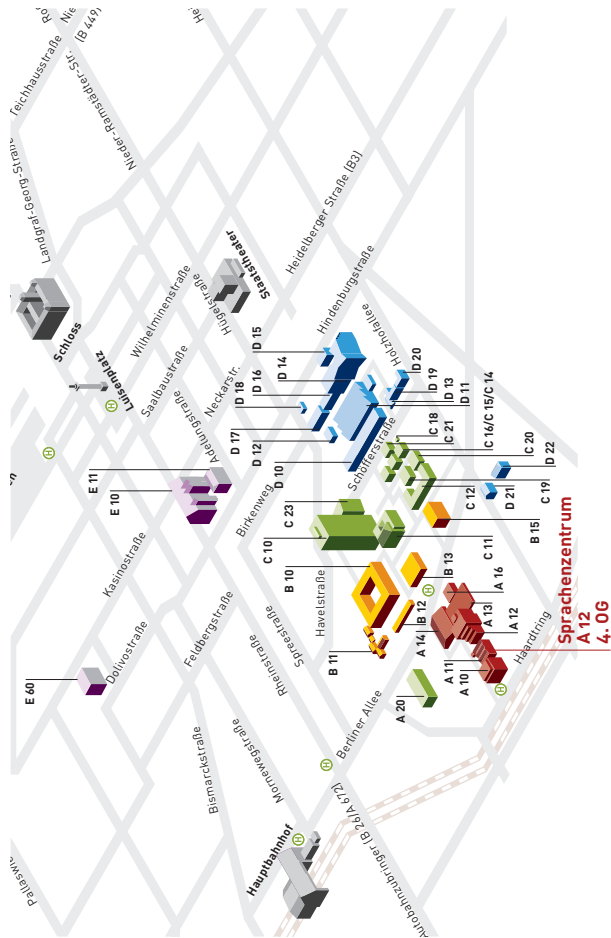 Landgraf-Georg-Straße
Teichhausstraße
Nieder-Ramstädter-Str. (B 449)
Schloss
Luisenplatz
H
H
Wilhelminenstraße
Saalbaustraße
Hügelstraße
Staatstheater
Adelungstraße
Neckarstr.
Heidelberger Straße (B3)
Hindenburgstraße
Holzhofallee
Schöfferstraße
Birkenweg
Kasinostraße
Dolivostraße
Feldbergstraße
Havelstraße
Spreestraße
Rheinstraße
Bismarckstraße
Mornewegstraße
Berliner Allee
Haardtring
Hauptbahnhof
H
H
H
H
Autobahnzubringer (B 26/A 672)
E 11
E 10
E 60
D 15
D 14
D 16
D 18
D 17
D 12
D 10
D 20
D 19
D 13
D 11
C 18
C 21
C 16/C 15/C 14
C 20
D 22
C 19
D 21
C 12
C 23
C 10
C 11
B 15
B 10
B 13
B 12
B 11
A 14
A 16
A 13
A 12
A 11
A 10
A 20
Sprachenzentrum
A 12
4. OG